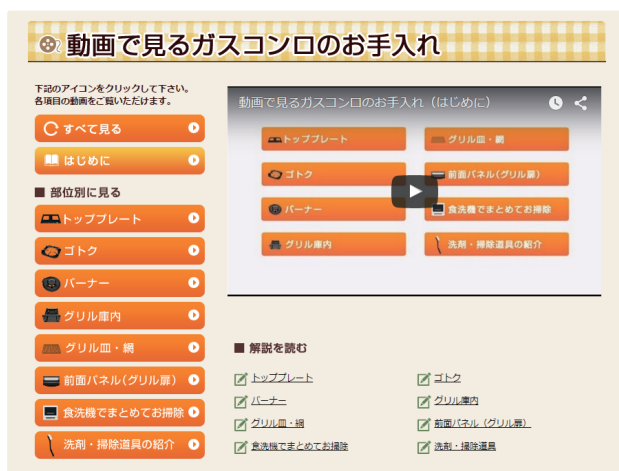 動画で見るガスコンロのお手入れ
下記のアイコンをクリックして下さい。
各項目の動画をご覧いただけます。
すべて見る
はじめに
■ 部位別に見る
トッププレート
ゴトク
バーナー
グリル庫内
グリル皿・網
前面パネル(グリル扉)
食洗機でまとめてお掃除
洗剤・掃除道具の紹介
動画で見るガスコンロのお手入れ（はじめに）
トッププレート
グリル皿・網
ゴトク
前面パネル(グリル扉)
バーナー
食洗機でまとめてお掃除
グリル庫内
洗剤・掃除道具の紹介
■ 解説を読む
トッププレート
ゴトク
バーナー
グリル庫内
グリル皿・網
前面パネル（グリル扉）
食洗機でまとめてお掃除
洗剤・掃除道具